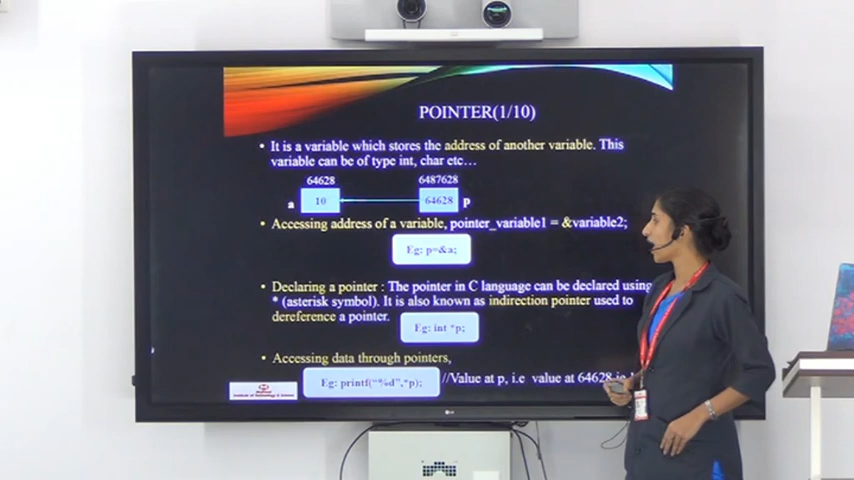 POINTER(1/10)
• It is a variable which stores the address of another variable. This
variable can be of type int, char etc…
64628 6487628
a 10 64628 p
• Accessing address of a variable, pointer_variable1 = &variable2;
Eg: p=&a;
• Declaring a pointer : The pointer in C language can be declared using
* (asterisk symbol). It is also known as indirection pointer used to
dereference a pointer.
Eg: int *p;
• Accessing data through pointers,
Eg: printf("%d",*p);
//Value at p, i.e value at 64628 is
LG